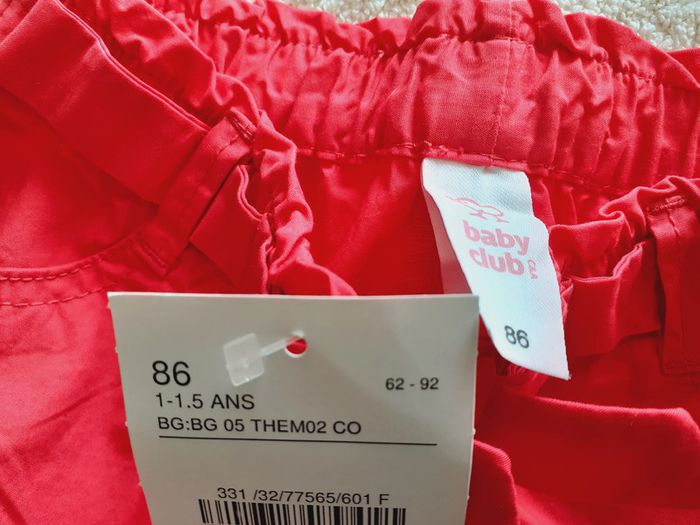 baby
club
C&A
86
86
62 - 92
1-1.5 ANS
BG:BG 05 THEM02 CO
331 /32/77565/601 F